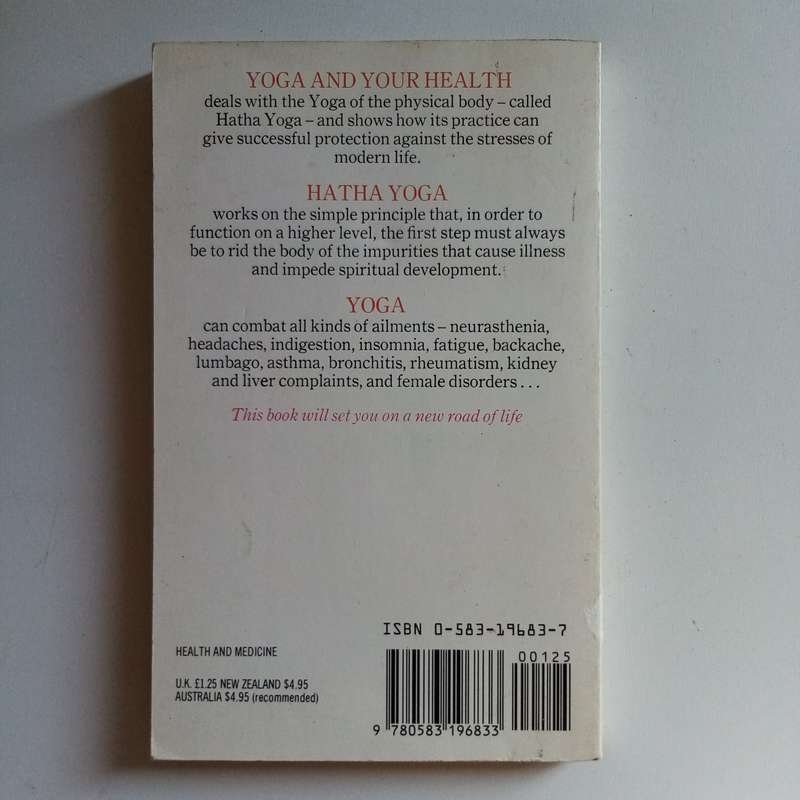 YOGA AND YOUR HEALTH
deals with the Yoga of the physical body – called
Hatha Yoga – and shows how its practice can
give successful protection against the stresses of
modern life.
HATHA YOGA
works on the simple principle that, in order to
function on a higher level, the first step must always
be to rid the body of the impurities that cause illness
and impede spiritual development.
YOGA
can combat all kinds of ailments – neurasthenia,
headaches, indigestion, insomnia, fatigue, backache,
lumbago, asthma, bronchitis, rheumatism, kidney
and liver complaints, and female disorders . . .
This book will set you on a new road of life
ISBN 0-583-19683-7
HEALTH AND MEDICINE
00125
U.K. £1.25 NEW ZEALAND $4.95
AUSTRALIA $4.95 (recommended)
9 780583 196833